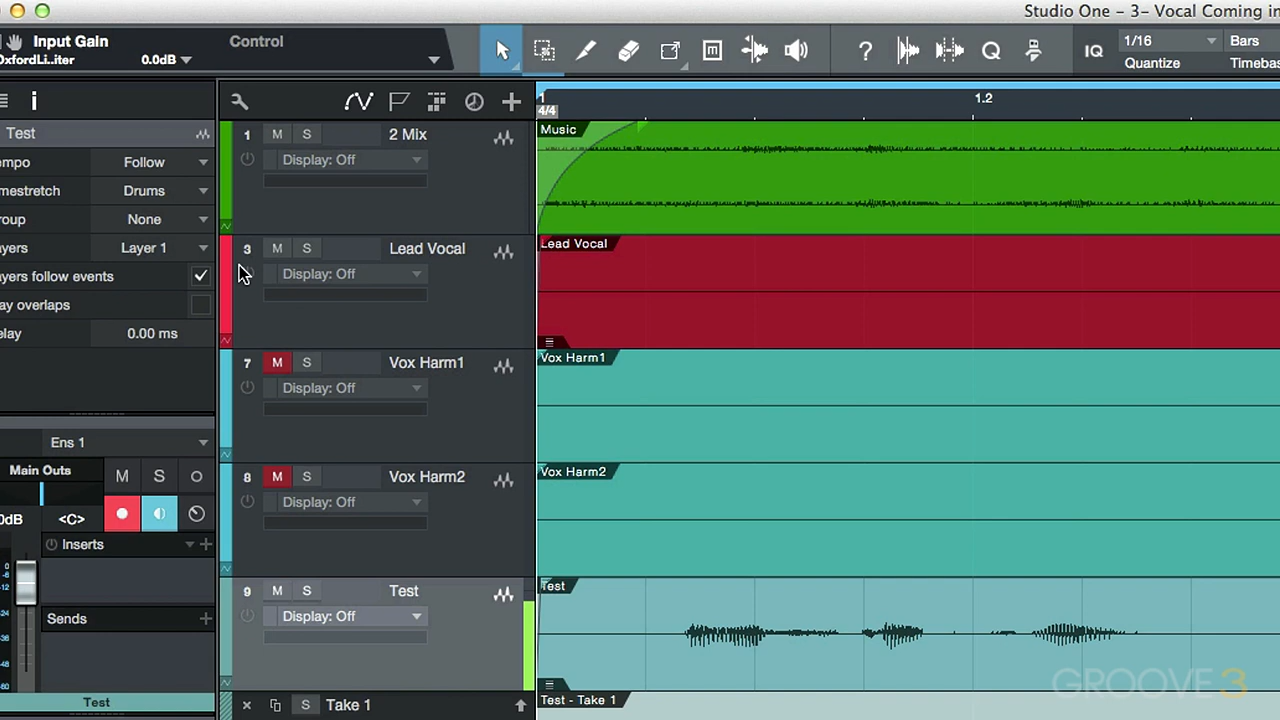 Studio One – 3- Vocal Coming in
Input Gain
Control
OxfordLi..iter
0.0dB
IQ
1/16
Bars
Quantize
Timebas
i
Test
empo
Follow
mestretch
Drums
roup
None
ayers
Layer 1
ayers follow events
ay overlaps
elay
0.00 ms
1
4/4
1.2
1
M
S
2 Mix
Display: Off
Music
3
M
S
Lead Vocal
Display: Off
Lead Vocal
7
M
S
Vox Harm1
Display: Off
Vox Harm1
8
M
S
Vox Harm2
Display: Off
Vox Harm2
9
M
S
Test
Display: Off
Test
Ens 1
Main Outs
M
S
0dB
<C>
Inserts
Sends
Test
S
Take 1
Test - Take 1
GROOVE3